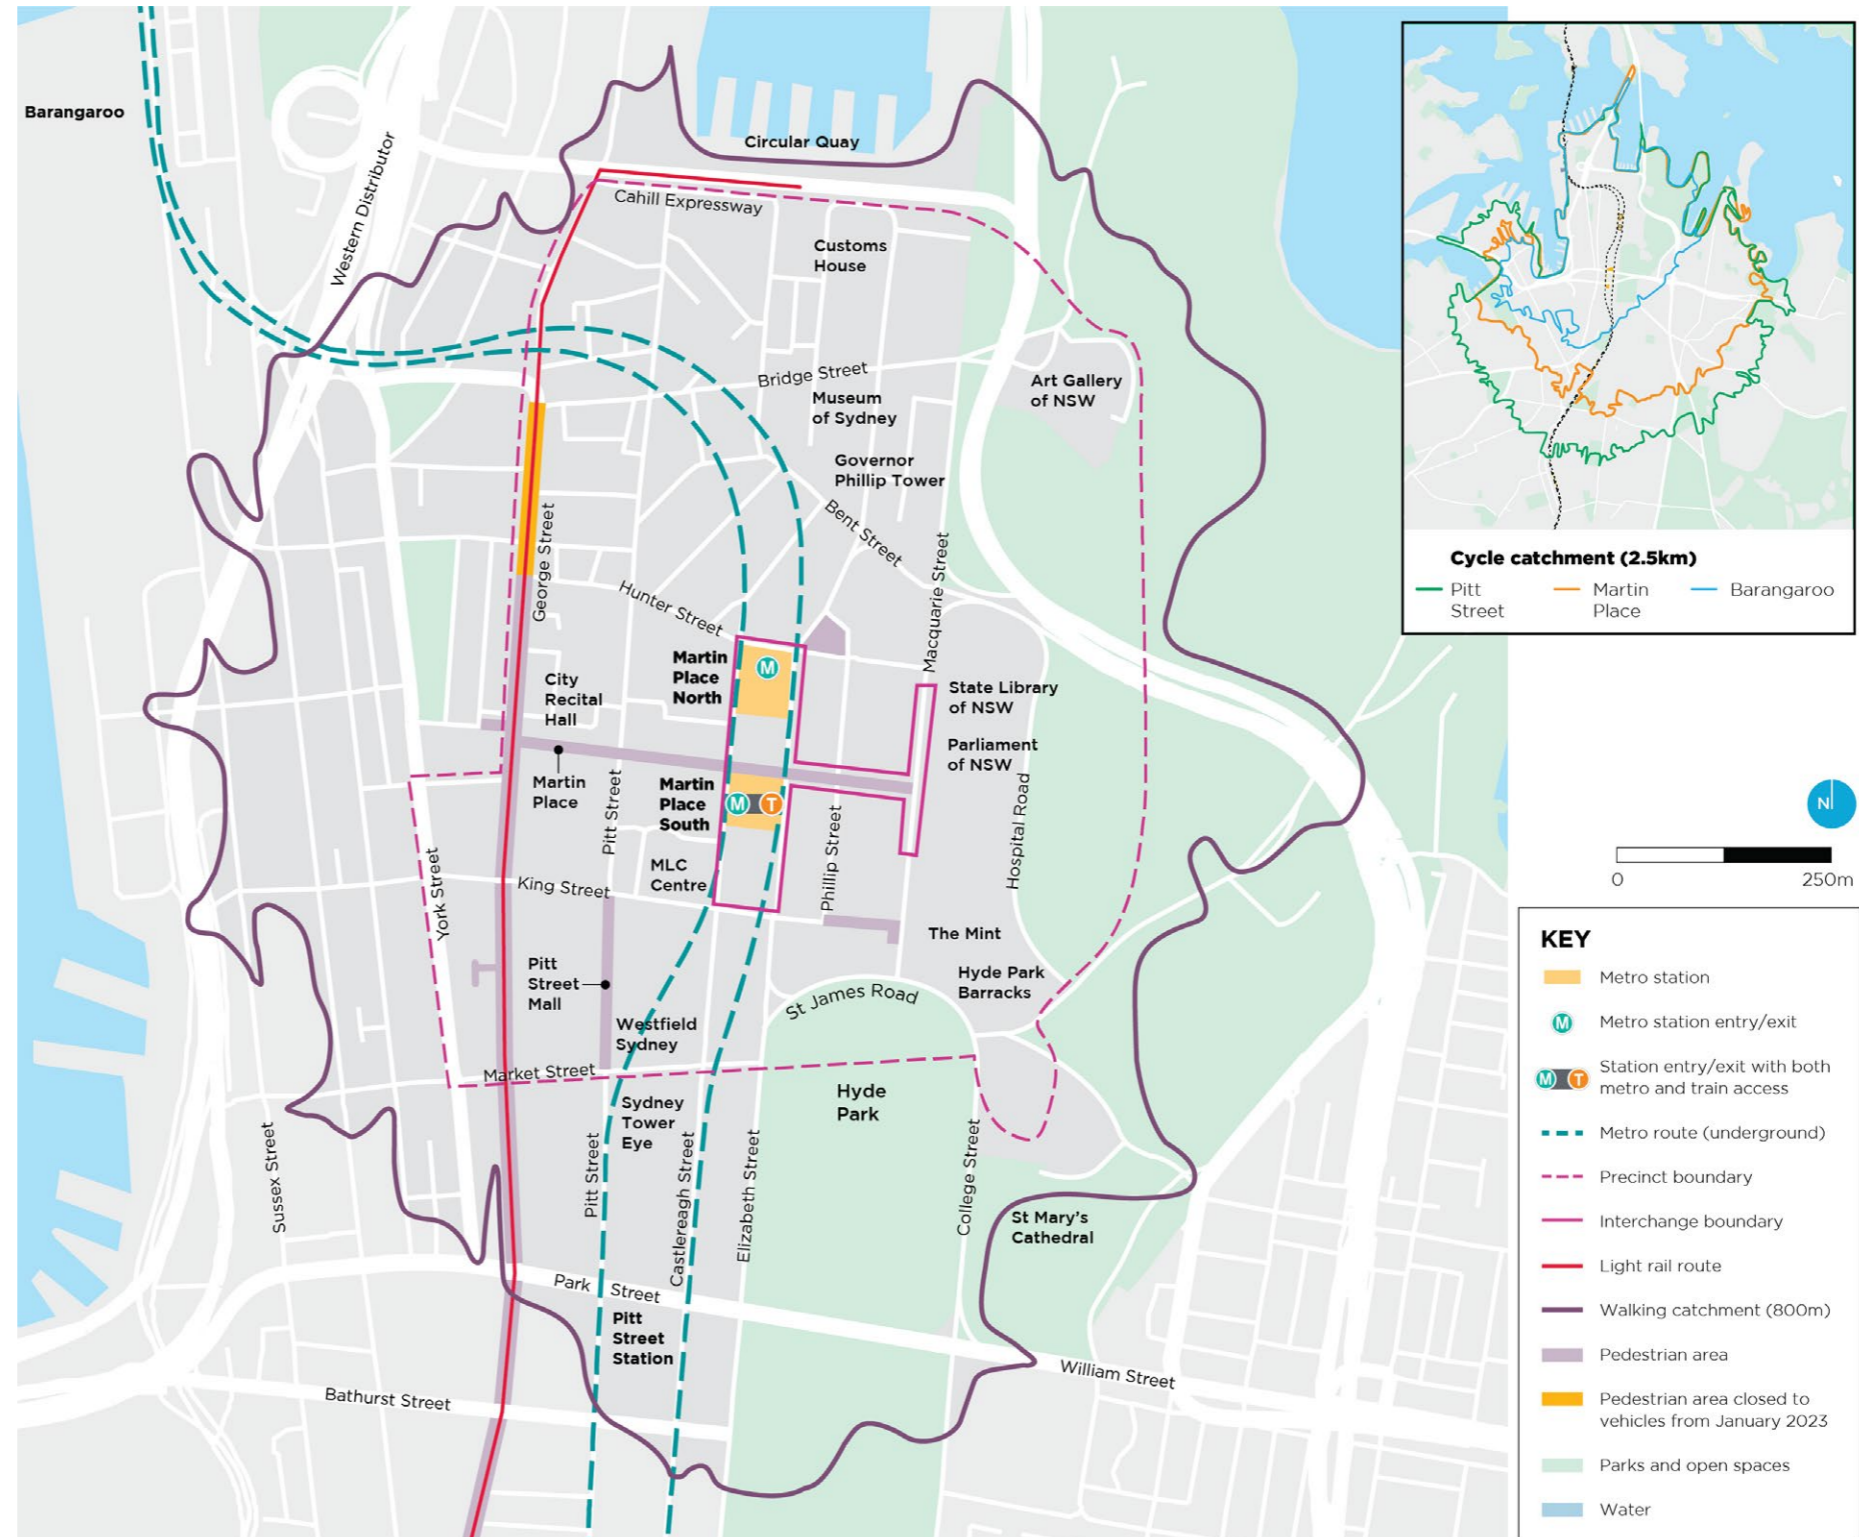 Barangaroo
Western Distributor
Circular Quay
Cahill Expressway
Customs
House
Bridge Street
Museum
of Sydney
Art Gallery
of NSW
Governor
Phillip Tower
Bent Street
George Street
Hunter Street
Macquarie Street
Martin
Place
North
M
City
Recital
Hall
State Library
of NSW
Parliament
of NSW
Martin
Place
Pitt Street
Martin
Place
South
M T
Phillip Street
Hospital Road
MLC
Centre
King Street
York Street
The Mint
Pitt
Street
Mall
Hyde Park
Barracks
St James Road
Westfield
Sydney
Market Street
Hyde
Park
Sydney
Tower
Eye
Sussex Street
Pitt Street
Castlereagh Street
Elizabeth Street
College Street
St Mary's
Cathedral
Park Street
Pitt
Street
Station
William Street
Bathurst Street
Cycle catchment (2.5km)
Pitt
Street
Martin
Place
Barangaroo
N
0 250m
KEY
Metro station
M Metro station entry/exit
M T Station entry/exit with both
metro and train access
Metro route (underground)
Precinct boundary
Interchange boundary
Light rail route
Walking catchment (800m)
Pedestrian area
Pedestrian area closed to
vehicles from January 2023
Parks and open spaces
Water